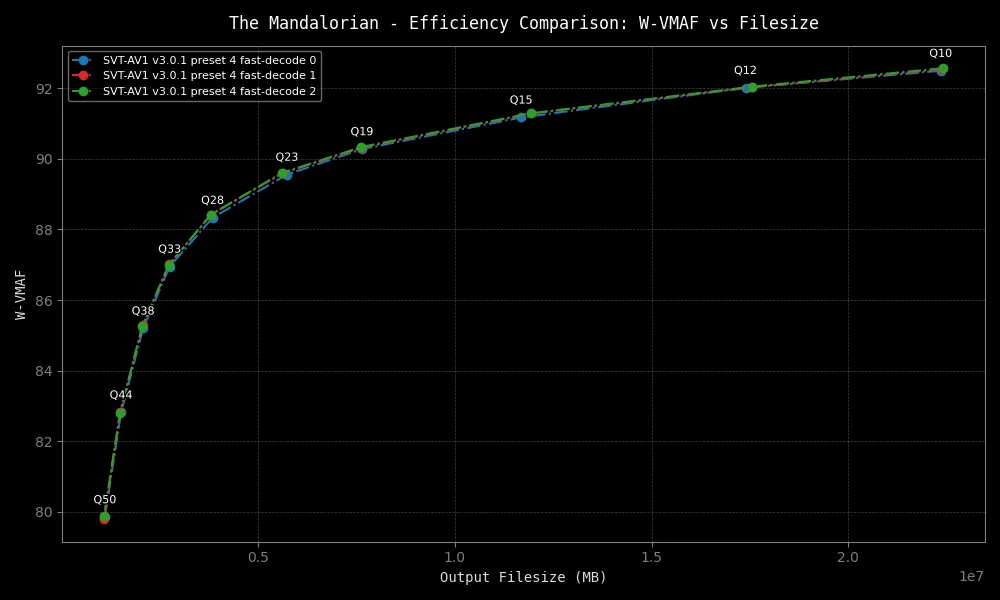 The Mandalorian - Efficiency Comparison: W-VMAF vs Filesize
SVT-AV1 v3.0.1 preset 4 fast-decode 0
SVT-AV1 v3.0.1 preset 4 fast-decode 1
SVT-AV1 v3.0.1 preset 4 fast-decode 2
Q10
Q12
Q15
Q19
Q23
Q28
Q33
Q38
Q44
Q50
92
90
88
86
84
82
80
W-VMAF
0.5 1.0 1.5 2.0
1e7
Output Filesize (MB)